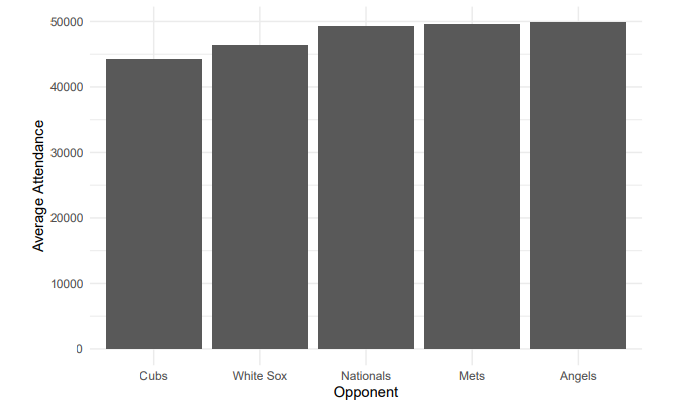 50000
40000
30000
20000
10000
0
Average Attendance
Cubs White Sox Nationals Mets Angels
Opponent